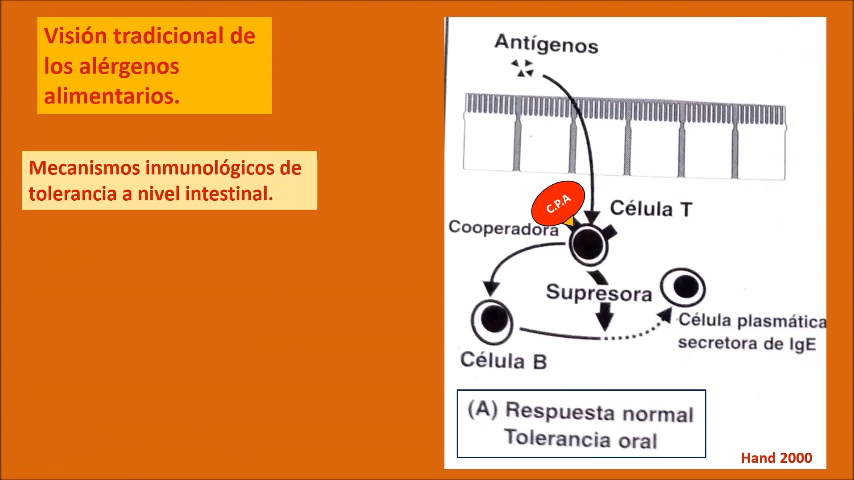 Visión tradicional de
los alérgenos
alimentarios.
Mecanismos inmunológicos de
tolerancia a nivel intestinal.
Antígenos
C.P.A
Célula T
Cooperadora
Supresora
Célula plasmática
secretora de IgE
Célula B
(A) Respuesta normal
Tolerancia oral
Hand 2000